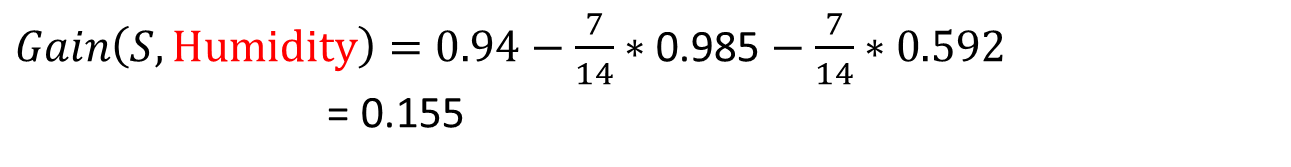 Gain(S, Humidity) = 0.94 − 7/14 * 0.985 − 7/14 * 0.592
= 0.155